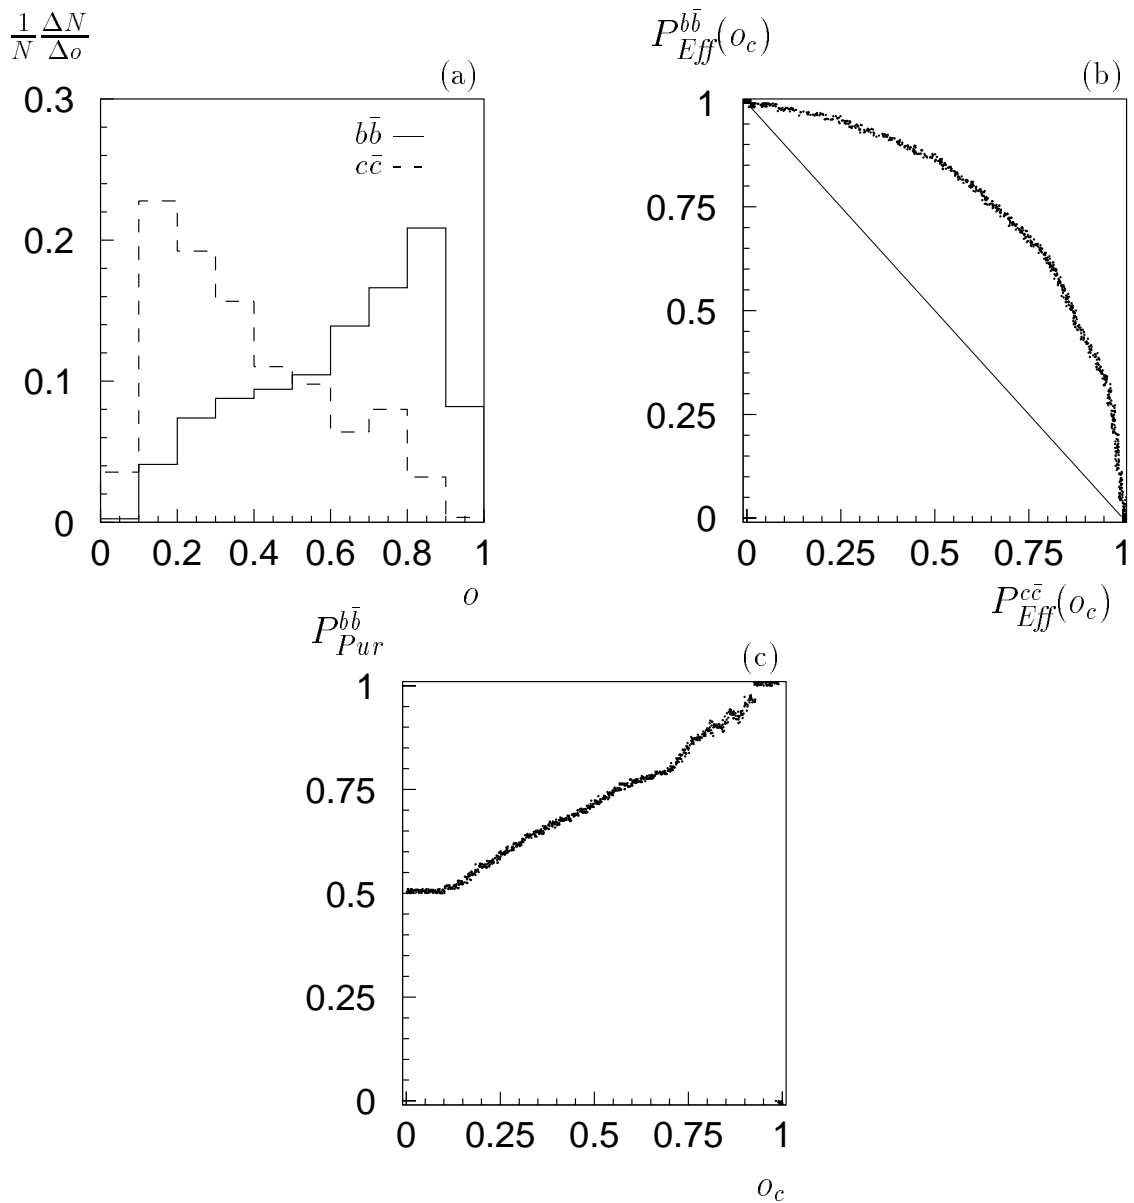 1/N ΔN/Δo
(a)
0.3
0.2
0.1
0
bb̄
cc̄
0 0.2 0.4 0.6 0.8 1
o
P^{bb̄}_{Eff}(o_c)
(b)
1
0.75
0.5
0.25
0
0 0.25 0.5 0.75 1
P^{cc̄}_{Eff}(o_c)
P^{bb̄}_{Pur}
(c)
1
0.75
0.5
0.25
0
0 0.25 0.5 0.75 1
o_c